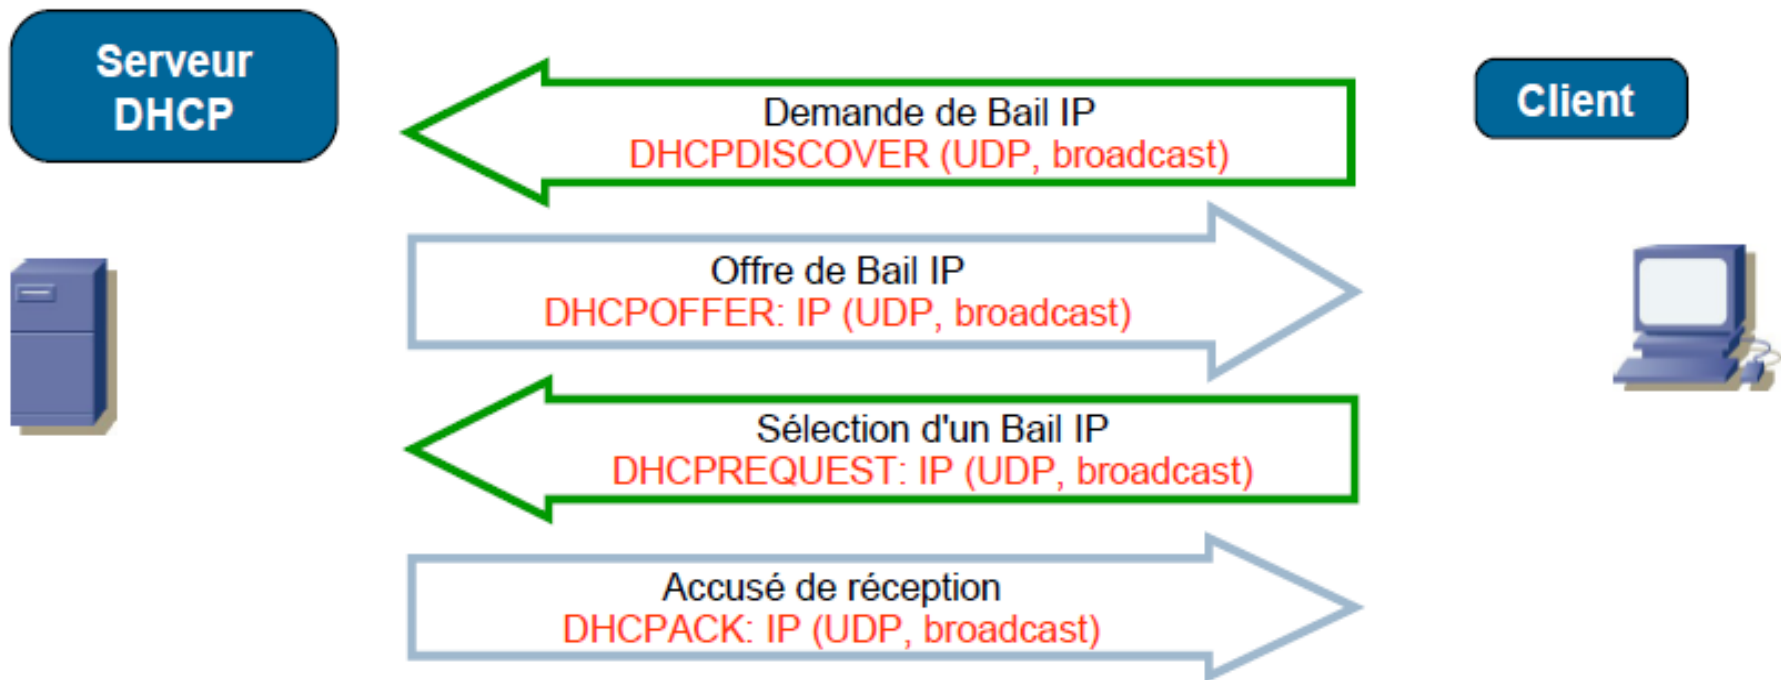 Serveur
DHCP
Client
Demande de Bail IP
DHCPDISCOVER (UDP, broadcast)
Offre de Bail IP
DHCPOFFER: IP (UDP, broadcast)
Sélection d'un Bail IP
DHCPREQUEST: IP (UDP, broadcast)
Accusé de réception
DHCPACK: IP (UDP, broadcast)